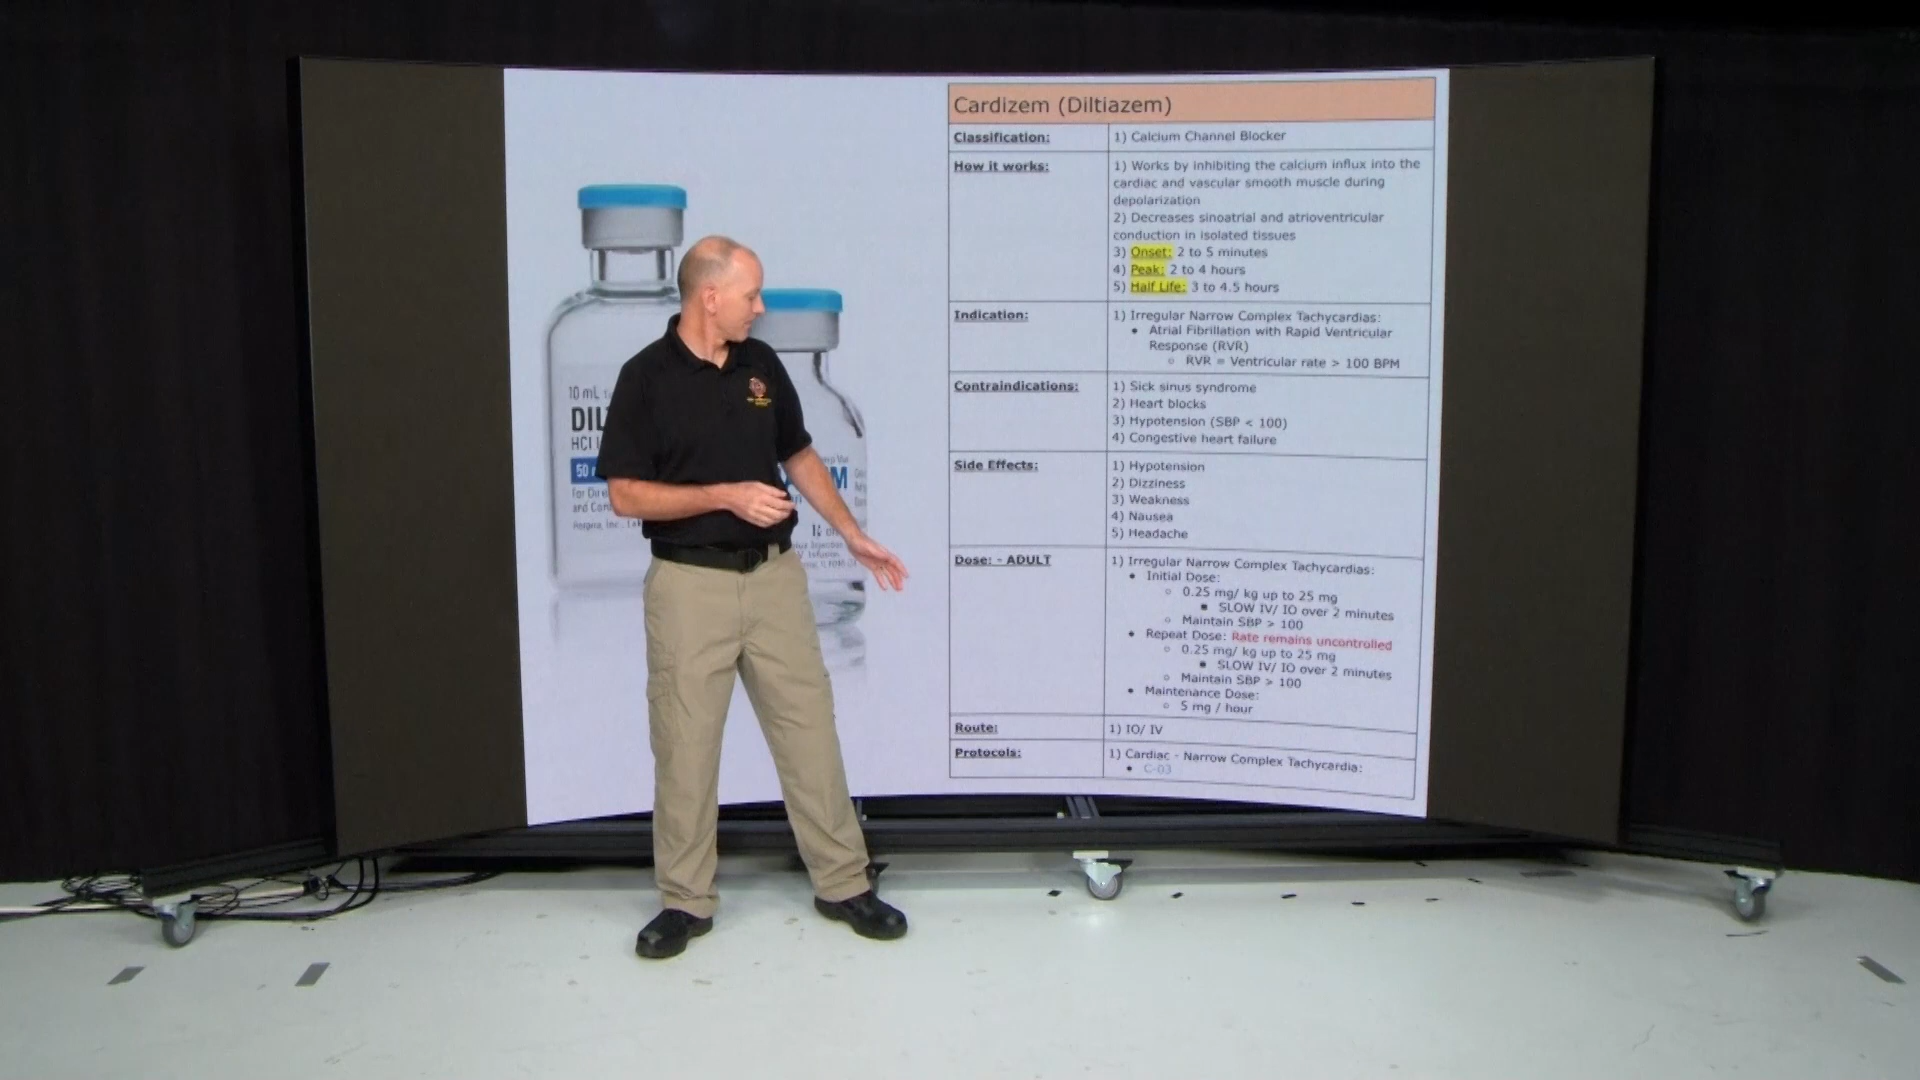 Cardizem (Diltiazem)
Classification:
1) Calcium Channel Blocker
How it works:
1) Works by inhibiting the calcium influx into the
cardiac and vascular smooth muscle during
depolarization
2) Decreases sinoatrial and atrioventricular
conduction in isolated tissues
3) Onset: 2 to 5 minutes
4) Peak: 2 to 4 hours
5) Half Life: 3 to 4.5 hours
Indication:
1) Irregular Narrow Complex Tachycardias:
• Atrial Fibrillation with Rapid Ventricular
Response (RVR)
○ RVR = Ventricular rate > 100 BPM
Contraindications:
1) Sick sinus syndrome
2) Heart blocks
3) Hypotension (SBP < 100)
4) Congestive heart failure
Side Effects:
1) Hypotension
2) Dizziness
3) Weakness
4) Nausea
5) Headache
Dose: - ADULT
1) Irregular Narrow Complex Tachycardias:
• Initial Dose:
○ 0.25 mg/ kg up to 25 mg
■ SLOW IV/ IO over 2 minutes
○ Maintain SBP > 100
• Repeat Dose: Rate remains uncontrolled
○ 0.25 mg/ kg up to 25 mg
■ SLOW IV/ IO over 2 minutes
○ Maintain SBP > 100
• Maintenance Dose:
○ 5 mg / hour
Route:
1) IO/ IV
Protocols:
1) Cardiac - Narrow Complex Tachycardia:
• C-03
10 mL
DIL
HCl I
50
For Dire
and Con